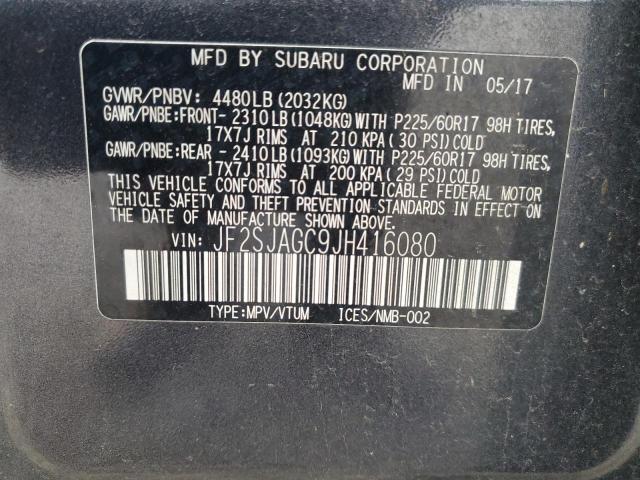 MFD BY SUBARU CORPORATION
MFD IN 05/17
GVWR/PNBV: 4480LB(2032KG)
GAWR/PNBE:FRONT- 2310LB(1048KG)WITH P225/60R17 98H TIRES,
17X7J RIMS AT 210 KPA( 30 PSI)COLD
GAWR/PNBE:REAR - 2410LB(1093KG)WITH P225/60R17 98H TIRES,
17X7J RIMS AT 200 KPA( 29 PSI)COLD
THIS VEHICLE CONFORMS TO ALL APPLICABLE FEDERAL MOTOR
VEHICLE SAFETY AND THEFT PREVENTION STANDARDS IN EFFECT ON
THE DATE OF MANUFACTURE SHOWN ABOVE.
VIN: JF2SJAGC9JH416080
TYPE:MPV/VTUM ICES/NMB-002